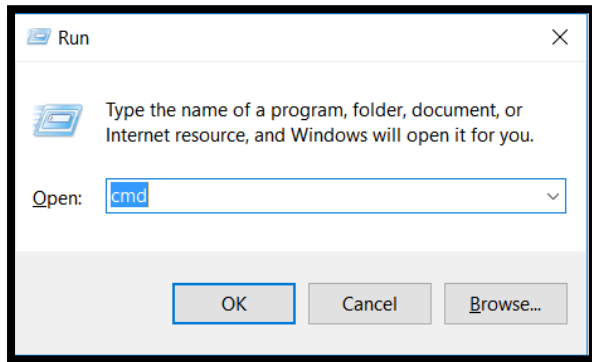 Run
Type the name of a program, folder, document, or
Internet resource, and Windows will open it for you.
Open: cmd
OK Cancel Browse...